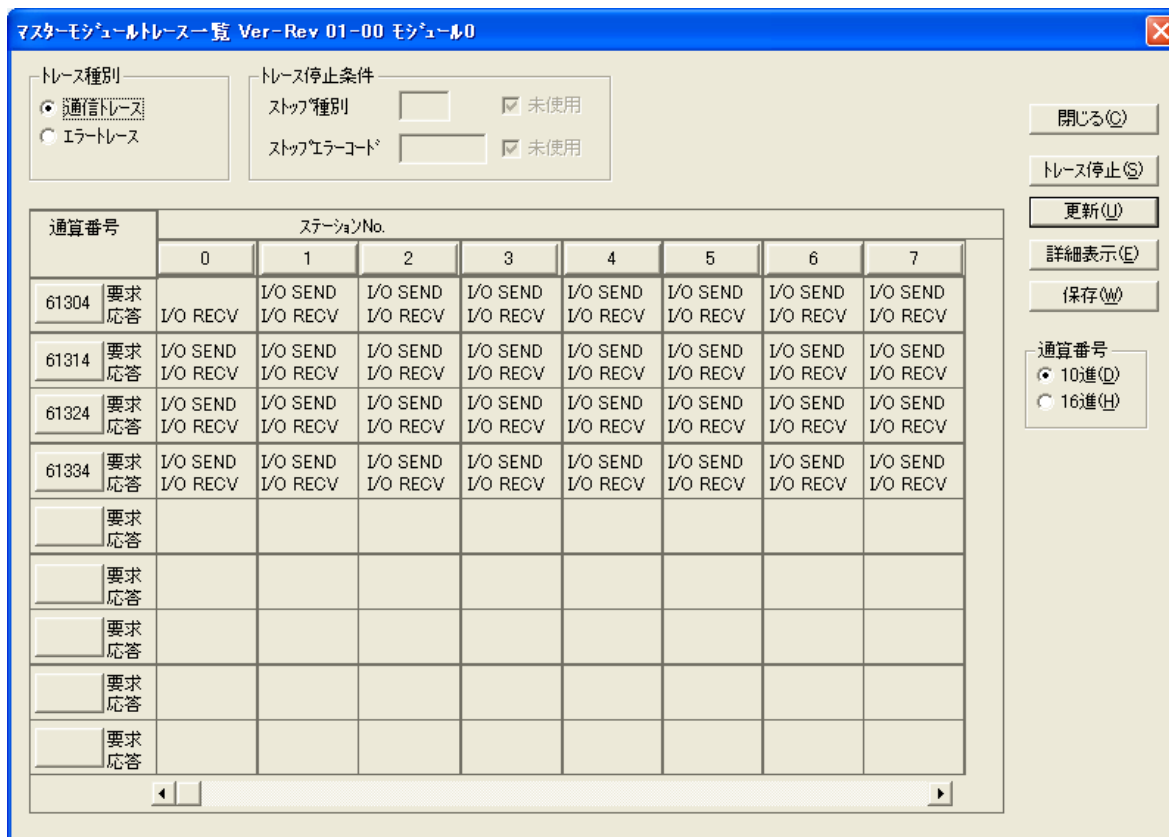 マスターモジュールトレース一覧 Ver-Rev 01-00 モジュール0
トレース種別
通信トレース
エラートレース
トレース停止条件
ストップ種別 未使用
ストップエラーコード 未使用
閉じる(C)
トレース停止(S)
更新(U)
詳細表示(E)
保存(W)
通算番号
10進(D)
16進(H)
通算番号 ステーションNo.
0 1 2 3 4 5 6 7
61304 要求 I/O SEND I/O SEND I/O SEND I/O SEND I/O SEND I/O SEND I/O SEND
応答 I/O RECV I/O RECV I/O RECV I/O RECV I/O RECV I/O RECV I/O RECV I/O RECV
61314 要求 I/O SEND I/O SEND I/O SEND I/O SEND I/O SEND I/O SEND I/O SEND I/O SEND
応答 I/O RECV I/O RECV I/O RECV I/O RECV I/O RECV I/O RECV I/O RECV I/O RECV
61324 要求 I/O SEND I/O SEND I/O SEND I/O SEND I/O SEND I/O SEND I/O SEND I/O SEND
応答 I/O RECV I/O RECV I/O RECV I/O RECV I/O RECV I/O RECV I/O RECV I/O RECV
61334 要求 I/O SEND I/O SEND I/O SEND I/O SEND I/O SEND I/O SEND I/O SEND I/O SEND
応答 I/O RECV I/O RECV I/O RECV I/O RECV I/O RECV I/O RECV I/O RECV I/O RECV
要求
応答
要求
応答
要求
応答
要求
応答
要求
応答